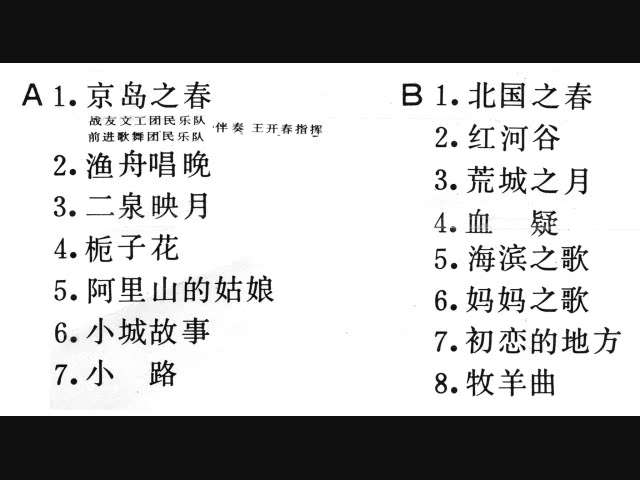 A 1.京岛之春
战友文工团民乐队
前进歌舞团民乐队 伴奏 王开春指挥
2.渔舟唱晚
3.二泉映月
4.栀子花
5.阿里山的姑娘
6.小城故事
7.小 路
B 1.北国之春
2.红河谷
3.荒城之月
4.血 疑
5.海滨之歌
6.妈妈之歌
7.初恋的地方
8.牧羊曲